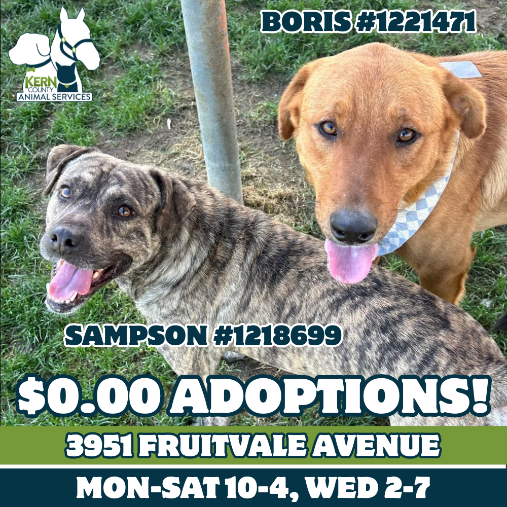 BORIS #1221471
KERN
COUNTY
ANIMAL SERVICES
SAMPSON #1218699
$0.00 ADOPTIONS!
3951 FRUITVALE AVENUE
MON-SAT 10-4, WED 2-7